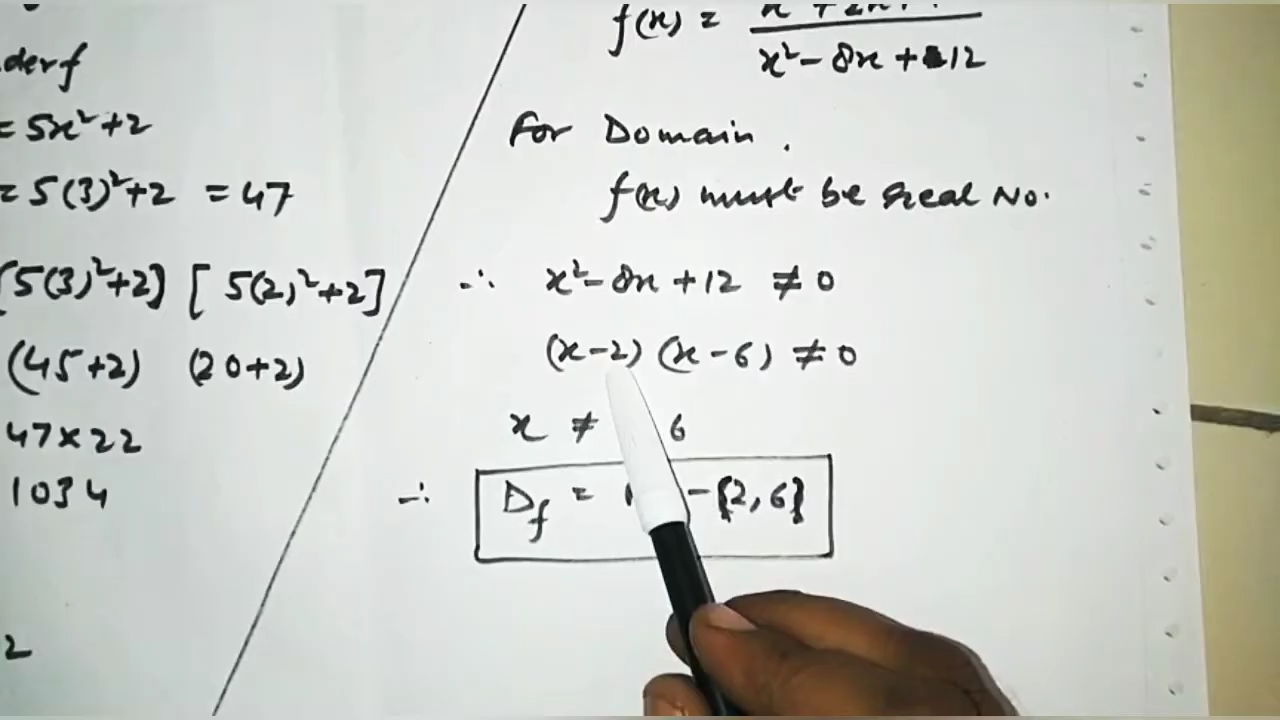 derf
= 5x²+2
= 5(3)²+2 = 47
[5(3)²+2] [5(2)²+2]
(45+2) (20+2)
47×22
1034
2
f(x) =
x²-8x+12
For Domain.
f(x) must be real No.
∴ x²-8x+12 ≠ 0
(x-2) (x-6) ≠ 0
x ≠ 6
∴ Df = -{2,6}